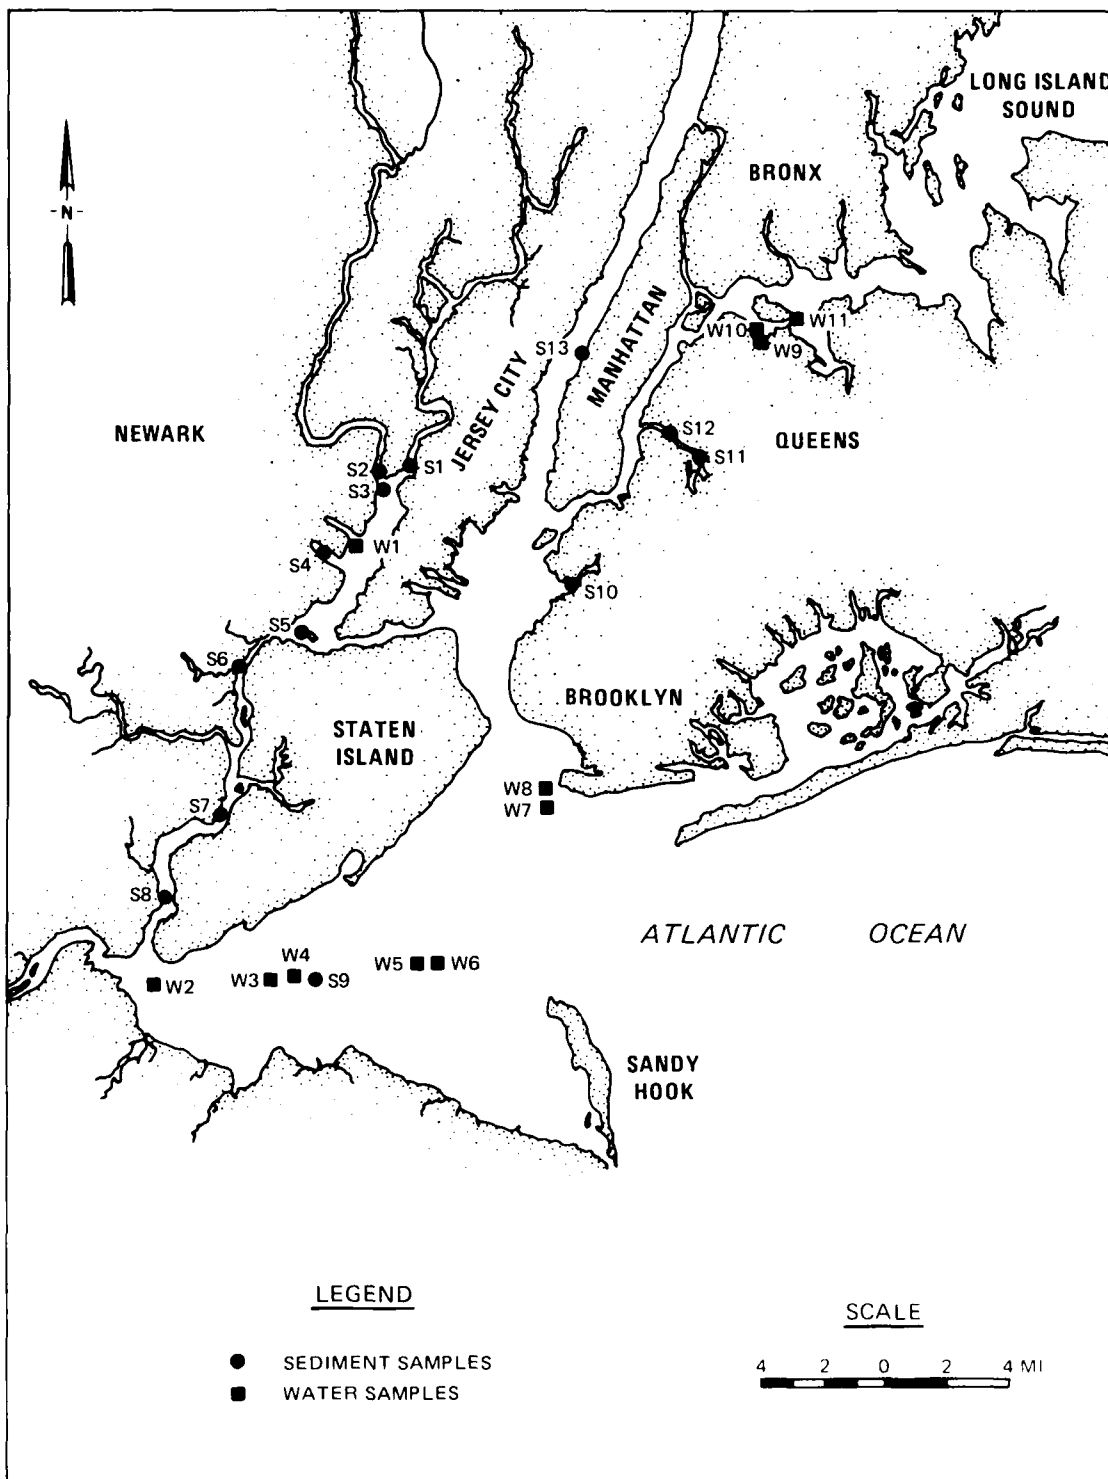 LONG ISLAND
SOUND
BRONX
-N-
MANHATTAN
W11
W10
W9
S13
JERSEY CITY
NEWARK
S12
QUEENS
S11
S2
S1
S3
W1
S4
S10
S5
S6
BROOKLYN
STATEN
ISLAND
W8
W7
S7
S8
ATLANTIC OCEAN
W4
W5
W6
W3
S9
W2
SANDY
HOOK
LEGEND
SEDIMENT SAMPLES
WATER SAMPLES
SCALE
4 2 0 2 4 MI